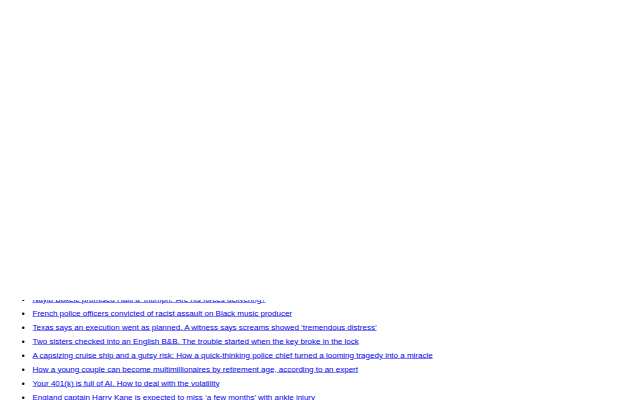 French police officers convicted of racist assault on Black music producer
Texas says an execution went as planned. A witness says screams showed ‘tremendous distress’
Two sisters checked into an English B&B. The trouble started when the key broke in the lock
A capsizing cruise ship and a gutsy risk: How a quick-thinking police chief turned a looming tragedy into a miracle
How a young couple can become multimillionaires by retirement age, according to an expert
Your 401(k) is full of AI. How to deal with the volatility
England captain Harry Kane is expected to miss ‘a few months’ with ankle injury